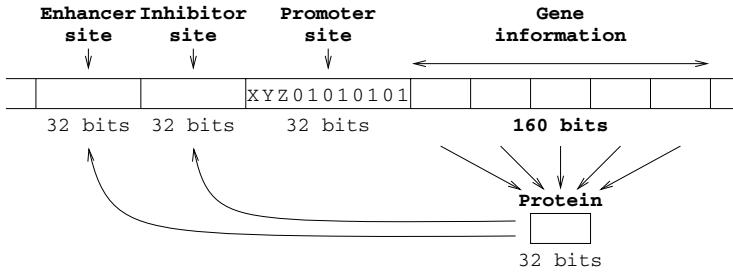 Enhancer site
Inhibitor site
Promoter site
Gene information
XYZ01010101
32 bits
32 bits
32 bits
160 bits
Protein
32 bits